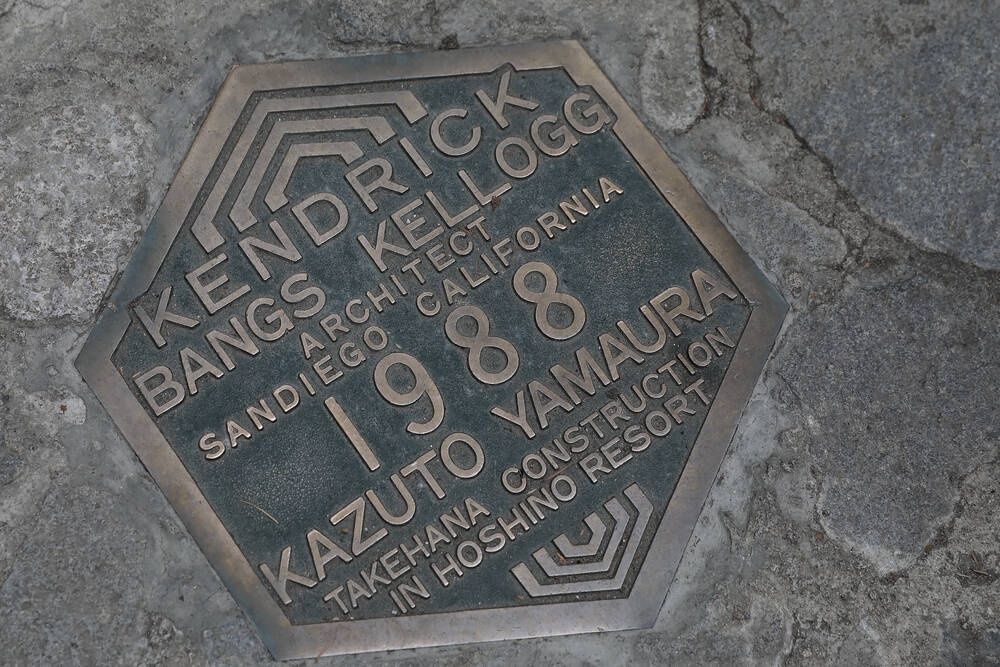 KENDRICK
BANGS KELLOGG
ARCHITECT
SANDIEGO CALIFORNIA
1988
KAZUTO YAMAURA
TAKEHANA CONSTRUCTION
IN HOSHINO RESORT